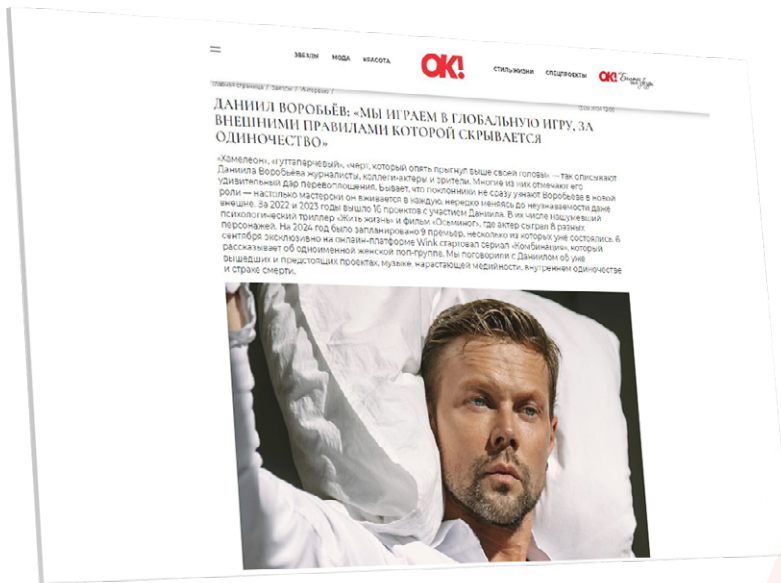 ЗВЕЗДЫ МОДА КРАСОТА OK! СТИЛЬ ЖИЗНИ СПЕЦПРОЕКТЫ OK!
Главная страница / Звезды / Интервью /
ДАНИИЛ ВОРОБЬЁВ: «МЫ ИГРАЕМ В ГЛОБАЛЬНУЮ ИГРУ, ЗА
ВНЕШНИМИ ПРАВИЛАМИ КОТОРОЙ СКРЫВАЕТСЯ
ОДИНОЧЕСТВО»
«Хамелеон», «гуттаперчевый», «чёрт, который опять прыгнул выше своей головы» — так описывают
Даниила Воробьёва журналисты, коллеги-актеры и зрители. Многие из них отмечают его
удивительный дар перевоплощения. Бывает, что поклонники не сразу узнают Воробьева в новой
роли — настолько мастерски он вживается в каждую, нередко меняясь до неузнаваемости даже
внешне. За 2022 и 2023 годы вышло 16 проектов с участием Даниила. В их числе нашумевший
психологический триллер «Жить жизнь» и фильм «Осьминог», где актер сыграл 8 разных
персонажей. На 2024 год было запланировано 9 премьер, несколько из которых уже состоялись. 6
сентября эксклюзивно на онлайн-платформе Wink стартовал сериал «Комбинация», который
рассказывает об одноименной женской поп-группе. Мы поговорили с Даниилом об уже
вышедших и предстоящих проектах, музыке, нарастающей медийности, внутреннем одиночестве
и страхе смерти.